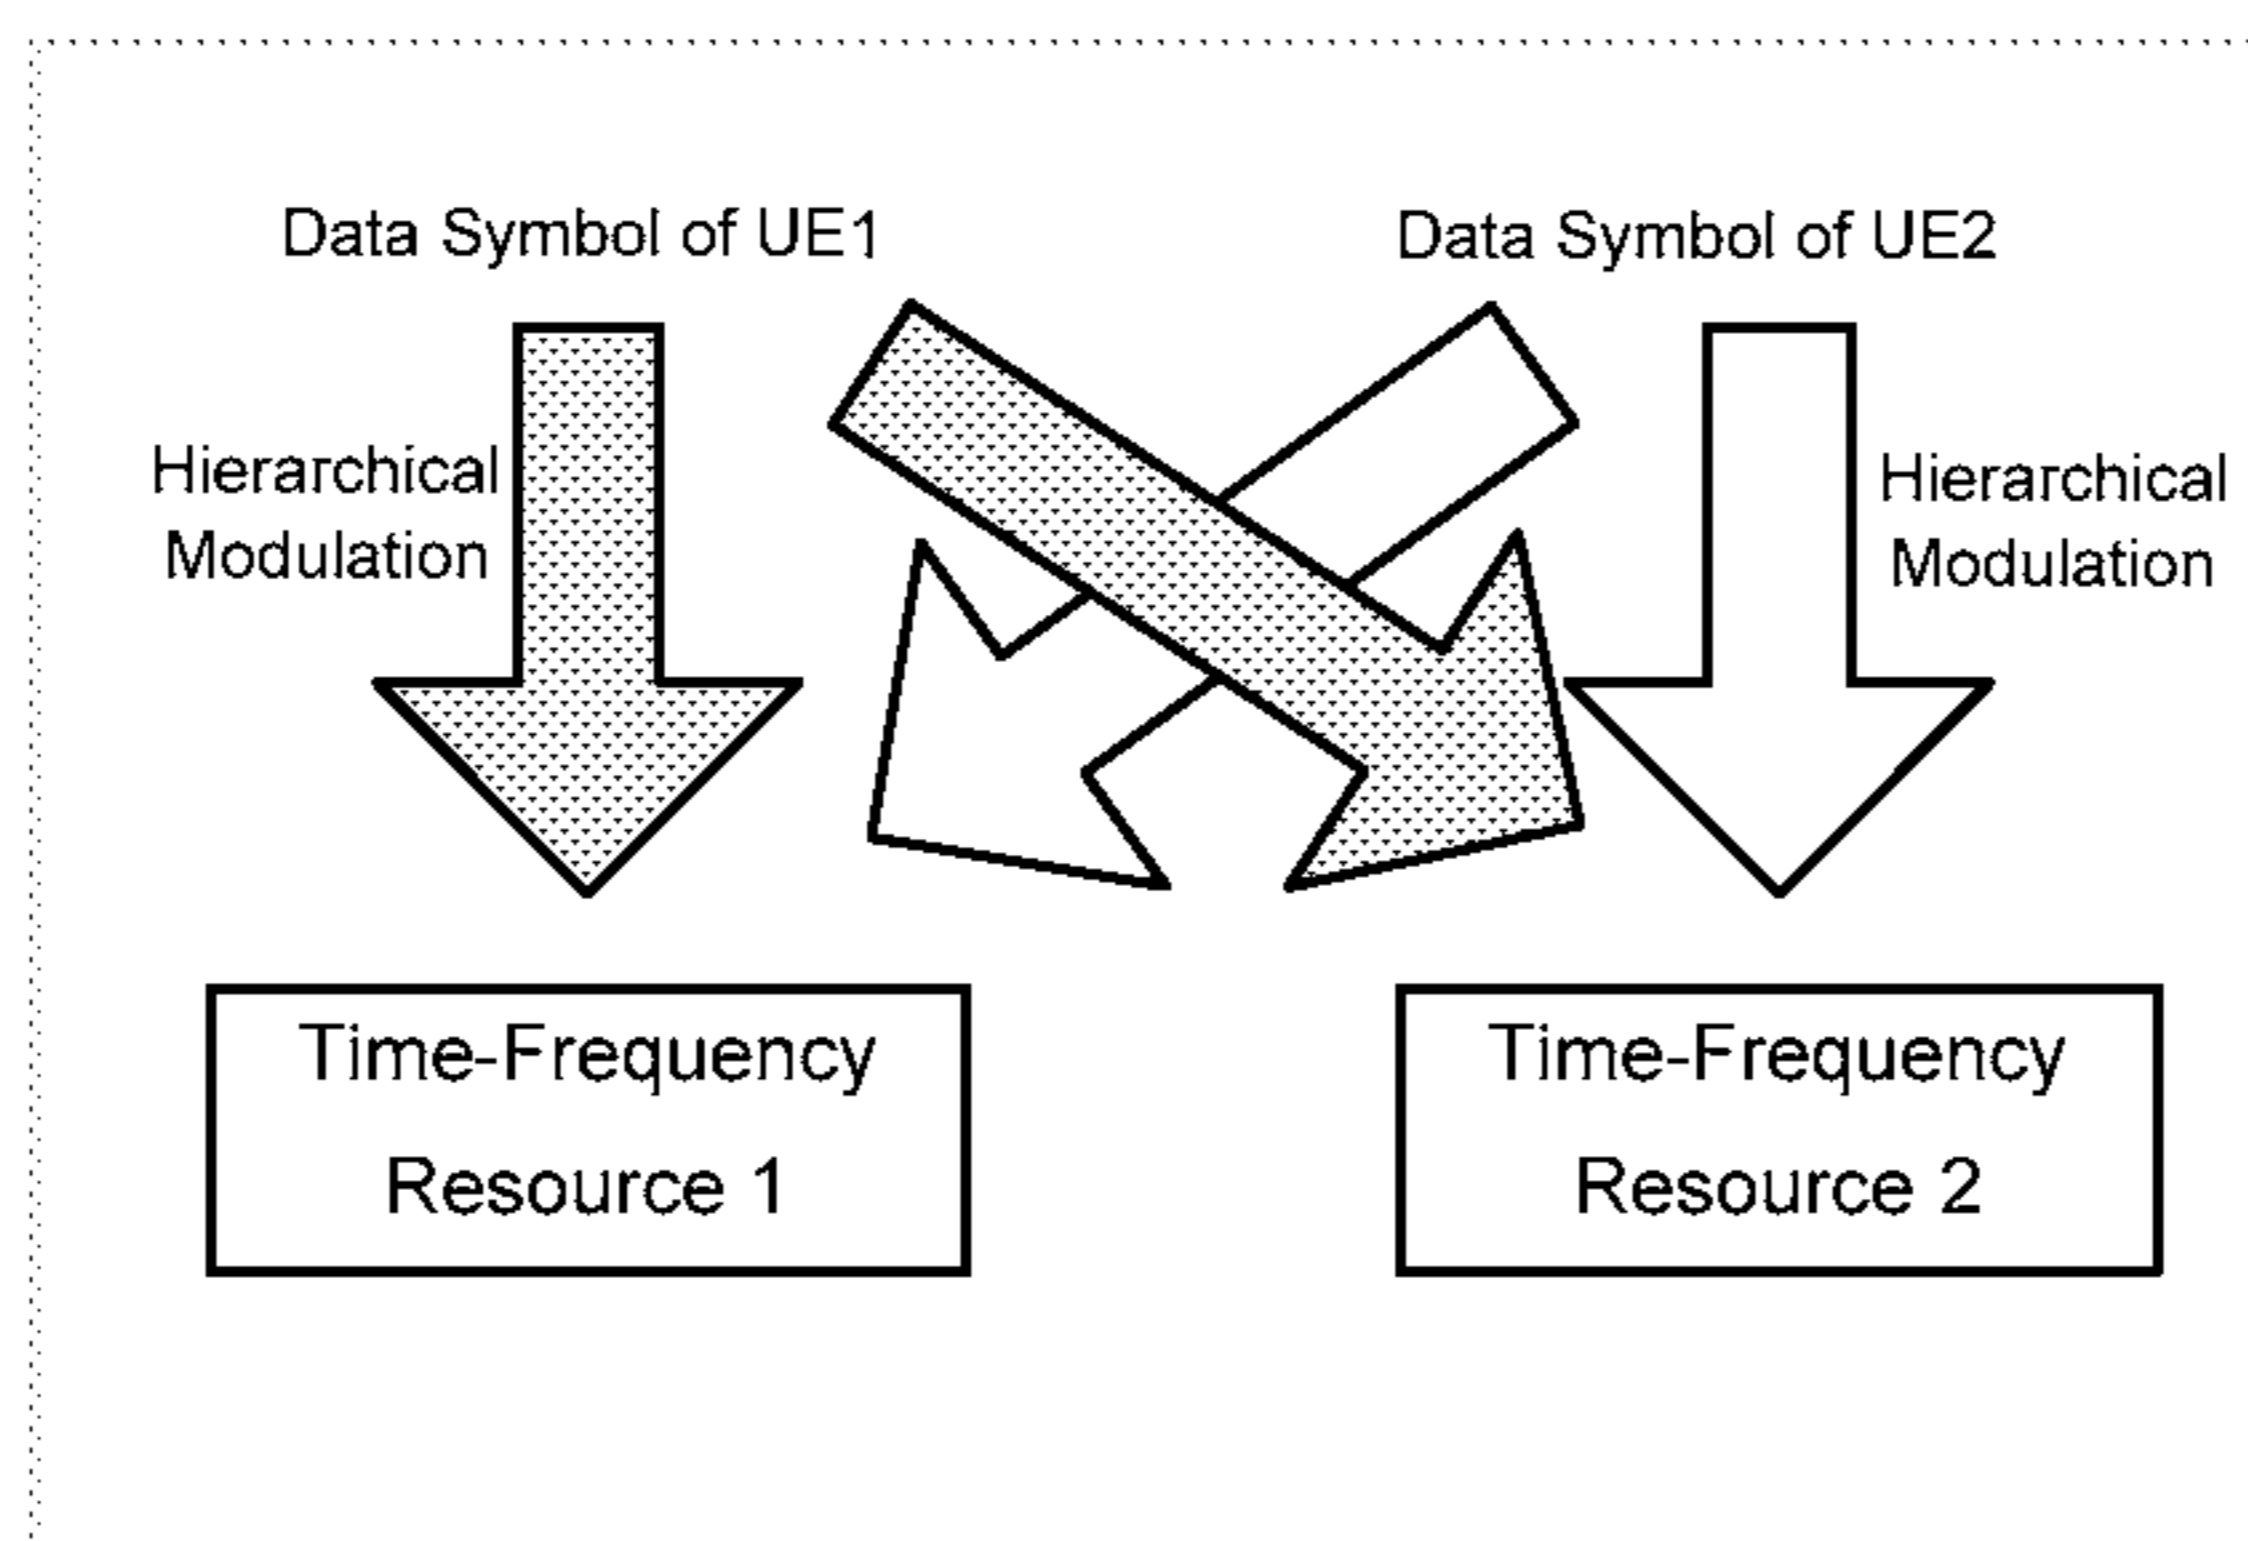 Data Symbol of UE1
Data Symbol of UE2
Hierarchical
Modulation
Hierarchical
Modulation
Time-Frequency
Resource 1
Time-Frequency
Resource 2